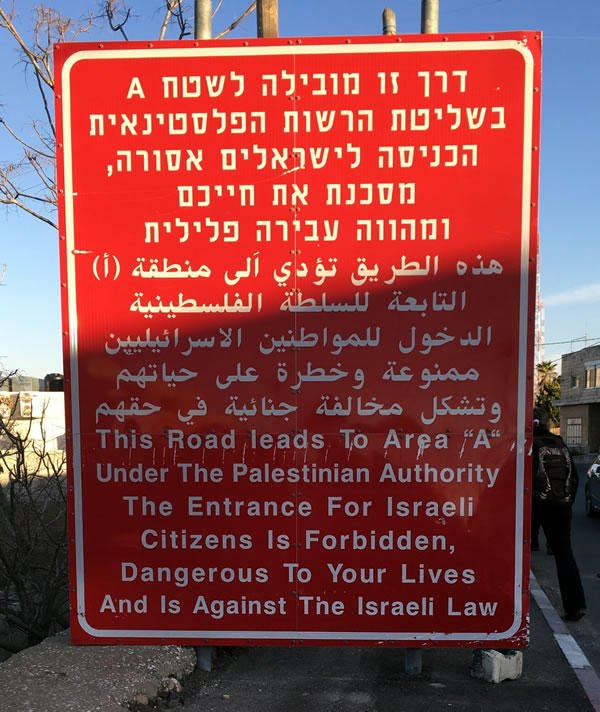 דרך זו מובילה לשטח A
בשליטת הרשות הפלסטינאית
הכניסה לישראלים אסורה,
מסכנת את חייכם
ומהווה עבירה פלילית
هذه الطريق تؤدي ألى منطقة (أ)
التابعة للسلطة الفلسطينية
الدخول للمواطنين الاسرائيليين
ممنوعة وخطرة على حياتهم
وتشكل مخالفة جنائية في حقهم
This Road leads To Area "A"
Under The Palestinian Authority
The Entrance For Israeli
Citizens Is Forbidden,
Dangerous To Your Lives
And Is Against The Israeli Law